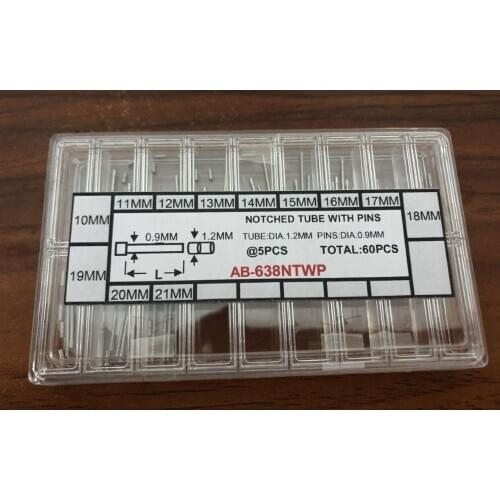 11MM 12MM 13MM 14MM 15MM 16MM 17MM
10MM 18MM
NOTCHED TUBE WITH PINS
0.9MM 1.2MM TUBE:DIA.1.2MM PINS:DIA.0.9MM
@5PCS TOTAL:60PCS
19MM L AB-638NTWP
20MM 21MM